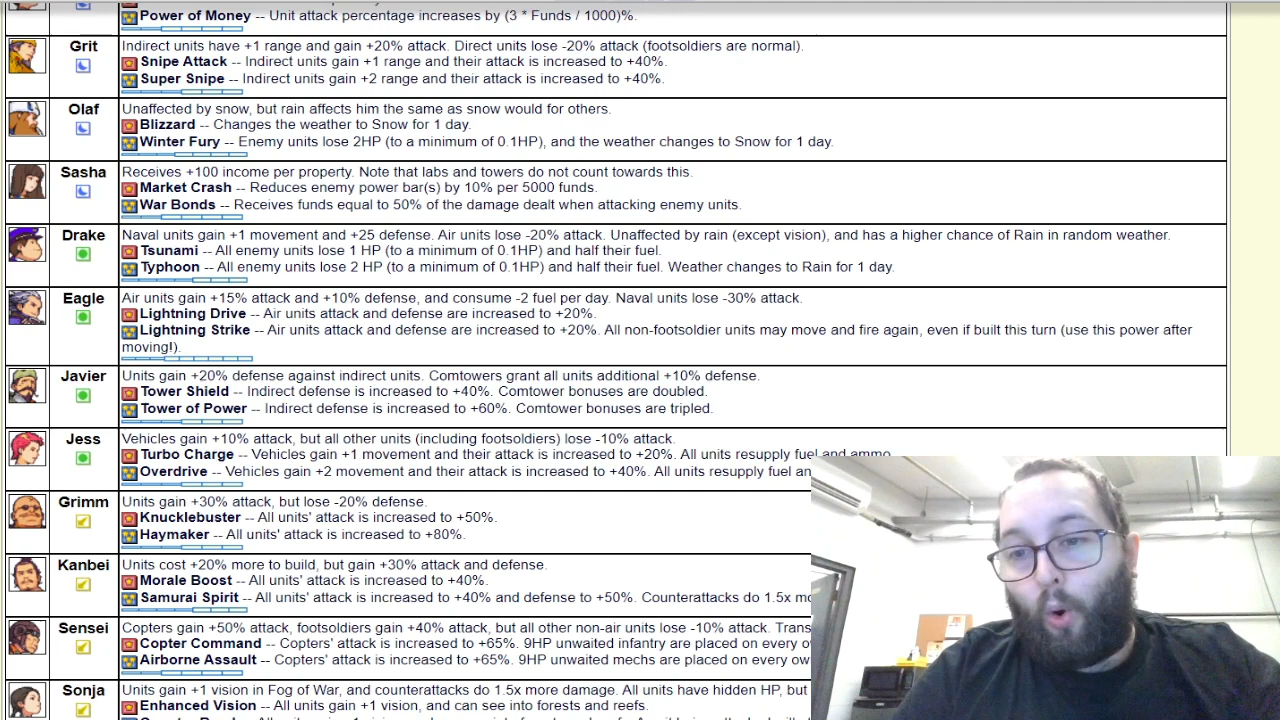 Power of Money -- Unit attack percentage increases by (3 * Funds / 1000)%.
Grit
Indirect units have +1 range and gain +20% attack. Direct units lose -20% attack (footsoldiers are normal).
Snipe Attack -- Indirect units gain +1 range and their attack is increased to +40%.
Super Snipe -- Indirect units gain +2 range and their attack is increased to +40%.
Olaf
Unaffected by snow, but rain affects him the same as snow would for others.
Blizzard -- Changes the weather to Snow for 1 day.
Winter Fury -- Enemy units lose 2HP (to a minimum of 0.1HP), and the weather changes to Snow for 1 day.
Sasha
Receives +100 income per property. Note that labs and towers do not count towards this.
Market Crash -- Reduces enemy power bar(s) by 10% per 5000 funds.
War Bonds -- Receives funds equal to 50% of the damage dealt when attacking enemy units.
Drake
Naval units gain +1 movement and +25 defense. Air units lose -20% attack. Unaffected by rain (except vision), and has a higher chance of Rain in random weather.
Tsunami -- All enemy units lose 1 HP (to a minimum of 0.1HP) and half their fuel.
Typhoon -- All enemy units lose 2 HP (to a minimum of 0.1HP) and half their fuel. Weather changes to Rain for 1 day.
Eagle
Air units gain +15% attack and +10% defense, and consume -2 fuel per day. Naval units lose -30% attack.
Lightning Drive -- Air units attack and defense are increased to +20%.
Lightning Strike -- Air units attack and defense are increased to +20%. All non-footsoldier units may move and fire again, even if built this turn (use this power after
moving!).
Javier
Units gain +20% defense against indirect units. Comtowers grant all units additional +10% defense.
Tower Shield -- Indirect defense is increased to +40%. Comtower bonuses are doubled.
Tower of Power -- Indirect defense is increased to +60%. Comtower bonuses are tripled.
Jess
Vehicles gain +10% attack, but all other units (including footsoldiers) lose -10% attack.
Turbo Charge -- Vehicles gain +1 movement and their attack is increased to +20%. All units resupply fuel and ammo.
Overdrive -- Vehicles gain +2 movement and their attack is increased to +40%. All units resupply fuel an
Grimm
Units gain +30% attack, but lose -20% defense.
Knucklebuster -- All units' attack is increased to +50%.
Haymaker -- All units' attack is increased to +80%.
Kanbei
Units cost +20% more to build, but gain +30% attack and defense.
Morale Boost -- All units' attack is increased to +40%.
Samurai Spirit -- All units' attack is increased to +40% and defense to +50%. Counterattacks do 1.5x mo
Sensei
Copters gain +50% attack, footsoldiers gain +40% attack, but all other non-air units lose -10% attack. Trans
Copter Command -- Copters' attack is increased to +65%. 9HP unwaited infantry are placed on every o
Airborne Assault -- Copters' attack is increased to +65%. 9HP unwaited mechs are placed on every ow
Sonja
Units gain +1 vision in Fog of War, and counterattacks do 1.5x more damage. All units have hidden HP, but
Enhanced Vision -- All units gain +1 vision, and can see into forests and reefs.